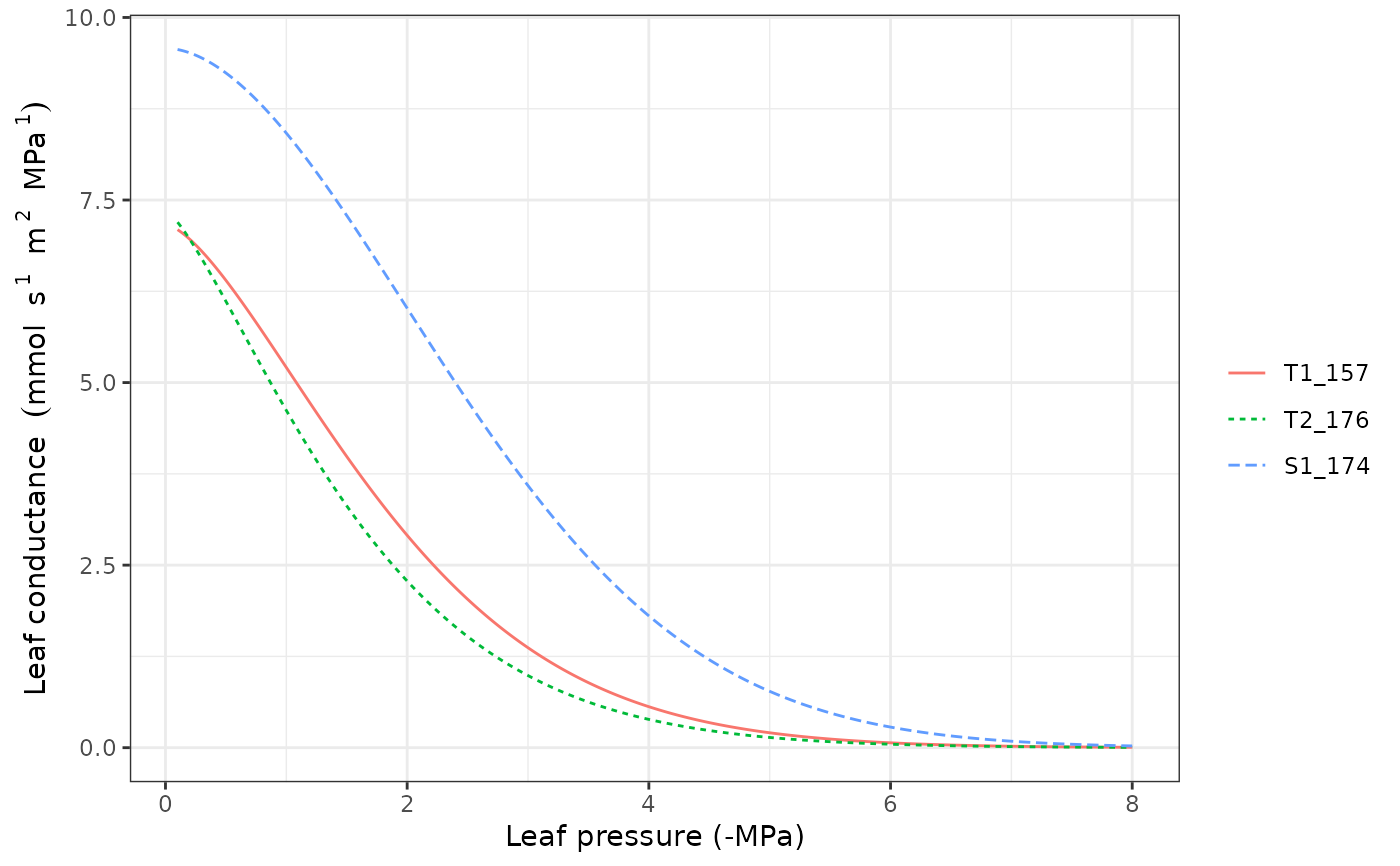 10.0
7.5
5.0
2.5
0.0
Leaf conductance (mmol s1 m2 MPa1)
0 2 4 6 8
Leaf pressure (-MPa)
T1_157
T2_176
S1_174